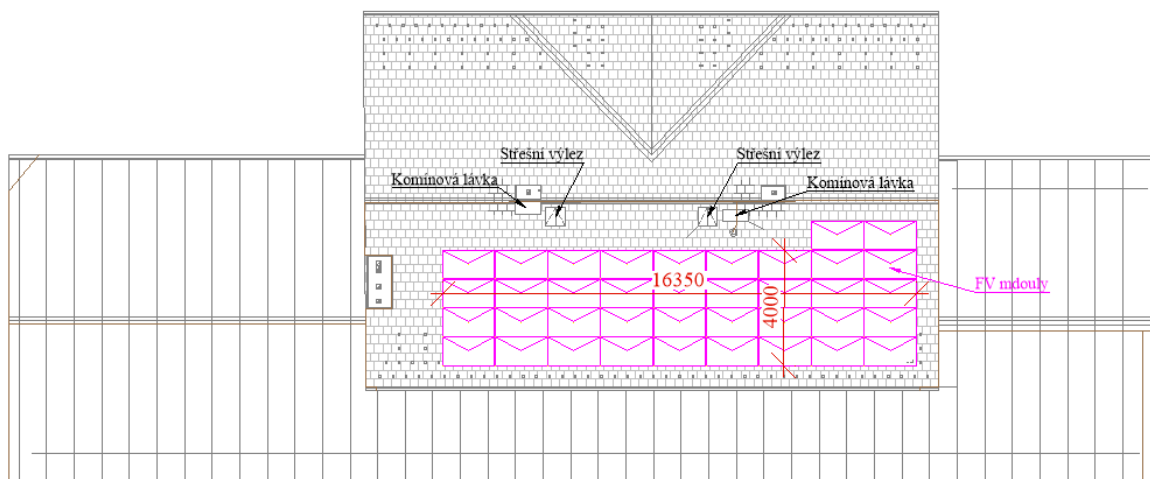 Střešní výlez
Střešní výlez
Komínová lávka
Komínová lávka
16350
FV mdouly
4000